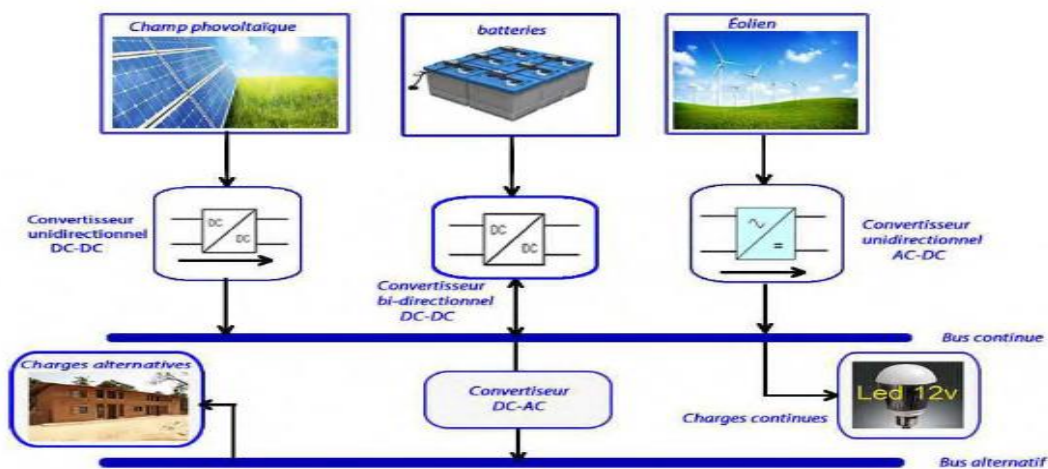 Champ phovoltaïque
batteries
Éolien
Convertisseur
unidirectionnel
DC-DC
DC
DC
Convertisseur
bi-directionnel
DC-DC
DC
DC
Convertisseur
unidirectionnel
AC-DC
~
=
Bus continue
Charges alternatives
Convertiseur
DC-AC
Led 12v
Charges continues
Bus alternatif